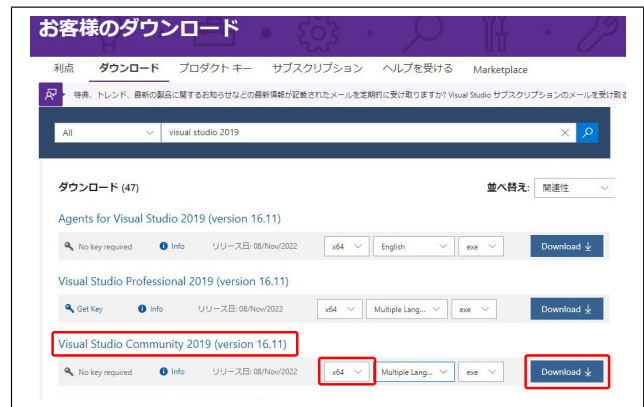 お客様のダウンロード
利点 ダウンロード プロダクト キー サブスクリプション ヘルプを受ける Marketplace
特典、トレンド、最新の製品に関するお知らせなどの最新情報が記載されたメールを定期的に受け取りますか? Visual Studio サブスクリプションのメールを受け取る
All visual studio 2019
ダウンロード (47) 並べ替え: 関連性
Agents for Visual Studio 2019 (version 16.11)
No key required Info リリース日: 08/Nov/2022 x64 English exe Download
Visual Studio Professional 2019 (version 16.11)
Get Key Info リリース日: 08/Nov/2022 x64 Multiple Lang... exe Download
Visual Studio Community 2019 (version 16.11)
No key required Info リリース日: 08/Nov/2022 x64 Multiple Lang... exe Download